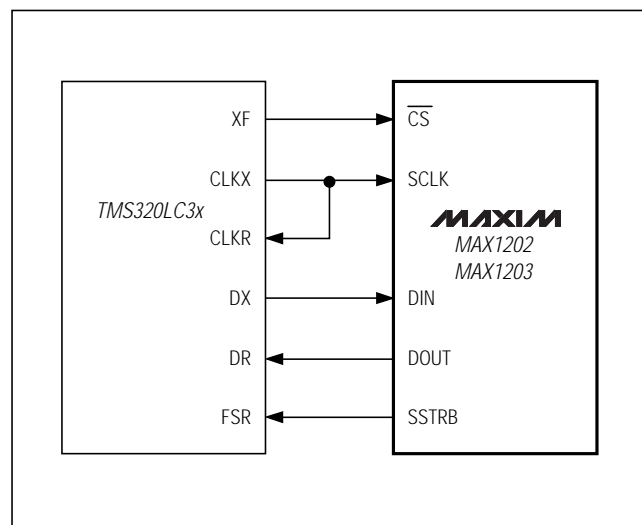 XF
CS
CLKX
SCLK
TMS320LC3x
CLKR
MAXIM
MAX1202
MAX1203
DX
DIN
DR
DOUT
FSR
SSTRB